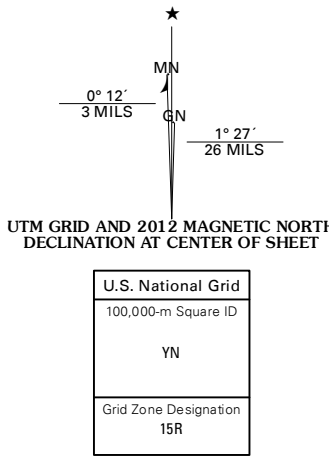 ★
MN
0° 12´
3 MILS
GN
1° 27´
26 MILS
UTM GRID AND 2012 MAGNETIC NORTH
DECLINATION AT CENTER OF SHEET
U.S. National Grid
100,000-m Square ID
YN
Grid Zone Designation
15R